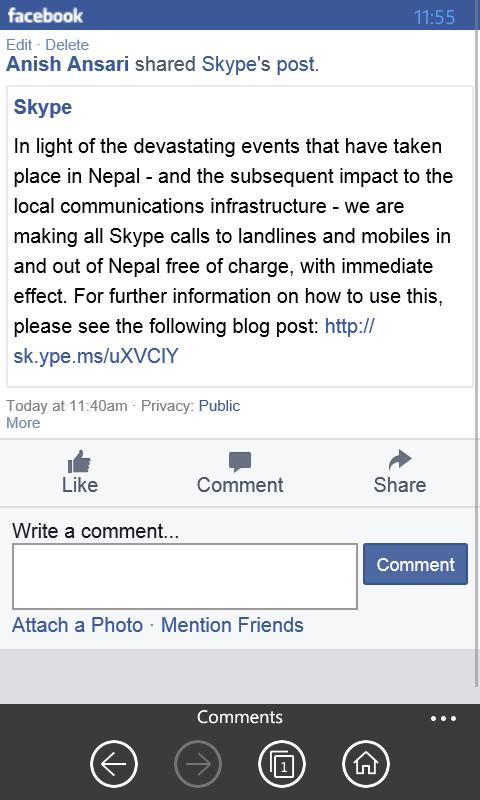 facebook
11:55
Edit · Delete
Anish Ansari shared Skype's post.
Skype
In light of the devastating events that have taken
place in Nepal - and the subsequent impact to the
local communications infrastructure - we are
making all Skype calls to landlines and mobiles in
and out of Nepal free of charge, with immediate
effect. For further information on how to use this,
please see the following blog post: http://
sk.ype.ms/uXVCIY
Today at 11:40am · Privacy: Public
More
Like Comment Share
Write a comment...
Comment
Attach a Photo · Mention Friends
Comments
1